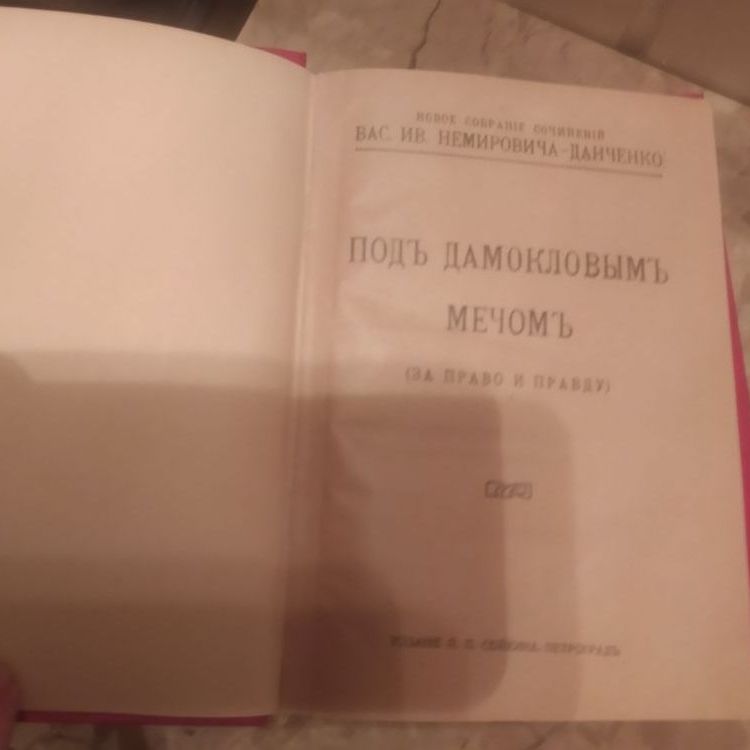 НОВОЕ СОБРАНІЕ СОЧИНЕНІЙ
ВАС. ИВ. НЕМИРОВИЧА-ДАНЧЕНКО
ПОДЪ ДАМОКЛОВЫМЪ
МЕЧОМЪ
(ЗА ПРАВО И ПРАВДУ)
ИЗДАНІЕ П. П. СОЙКИНА—ПЕТРОГРАДЪ